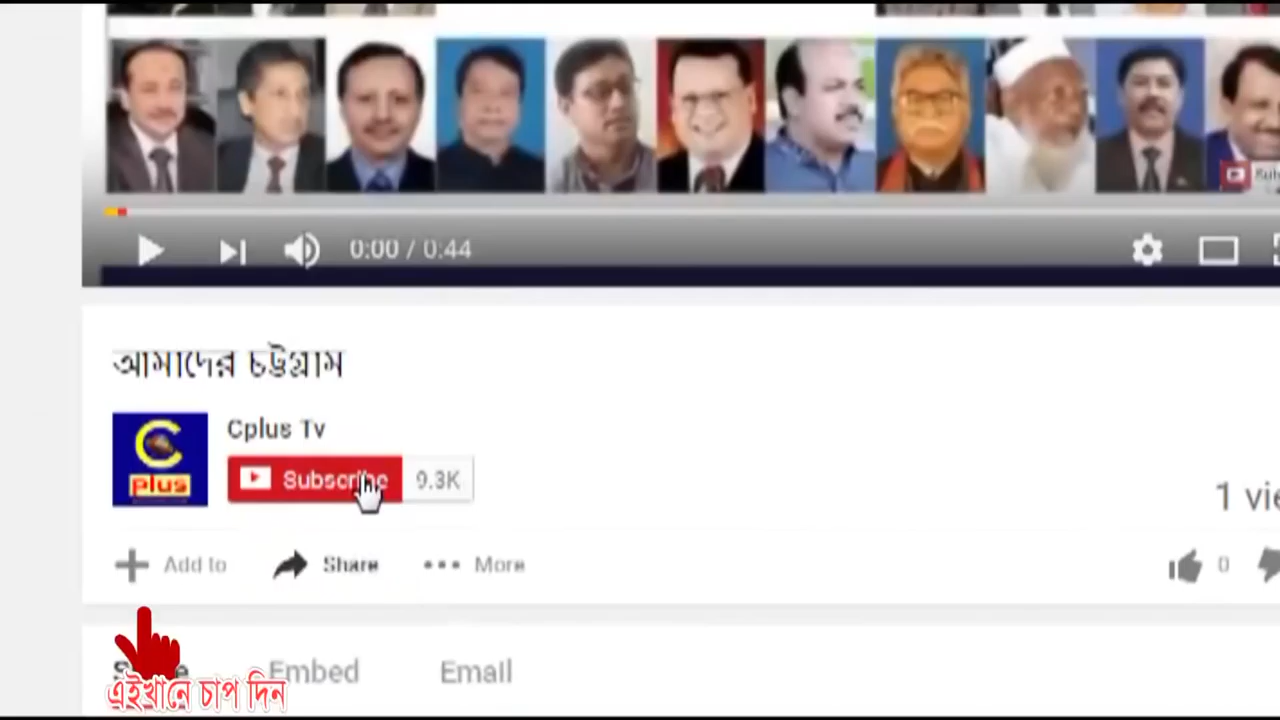 0:00 / 0:44
আমাদের চট্টগ্রাম
C
plus
Cplus Tv
Subscribe 9.3K
1
Add to Share More
0
Embed Email
এইখানে চাপ দিন